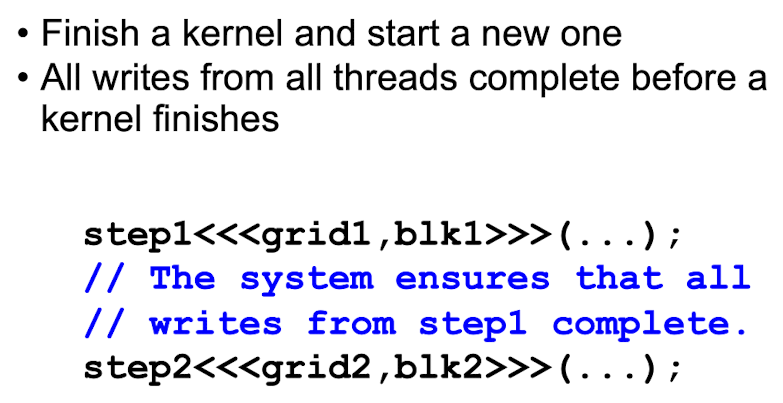 • Finish a kernel and start a new one
• All writes from all threads complete before a
kernel finishes
step1<<<grid1,blk1>>>(...);
// The system ensures that all
// writes from step1 complete.
step2<<<grid2,blk2>>>(...);